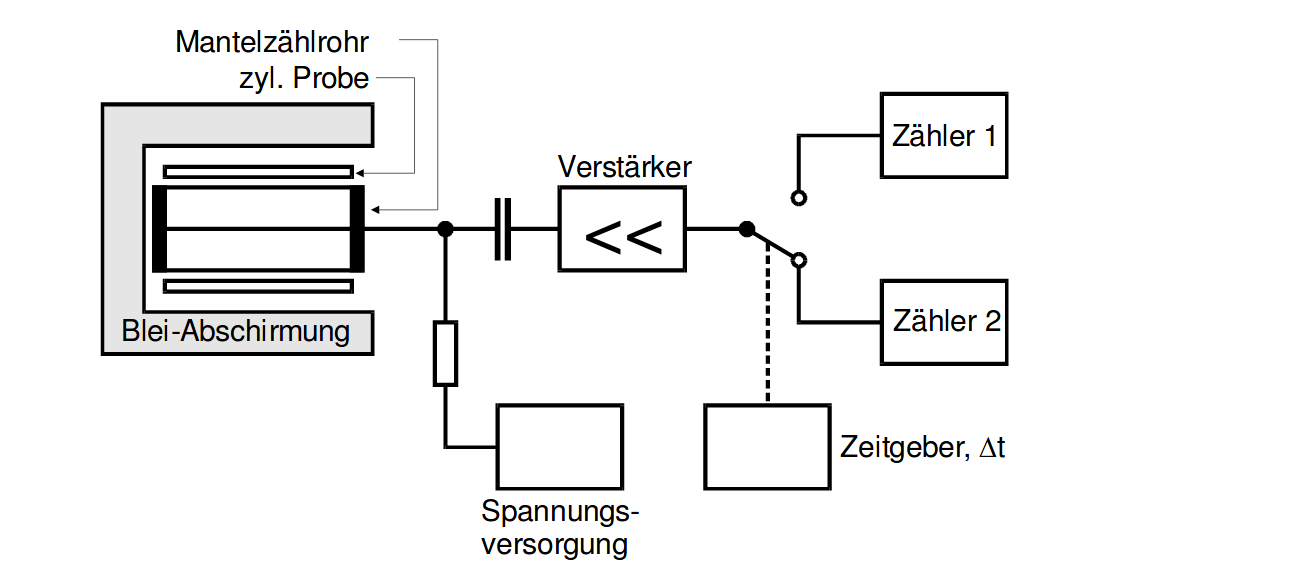 Mantelzählrohr
zyl. Probe
Zähler 1
Verstärker
<<
Blei-Abschirmung
Zähler 2
Zeitgeber, Δt
Spannungs-
versorgung